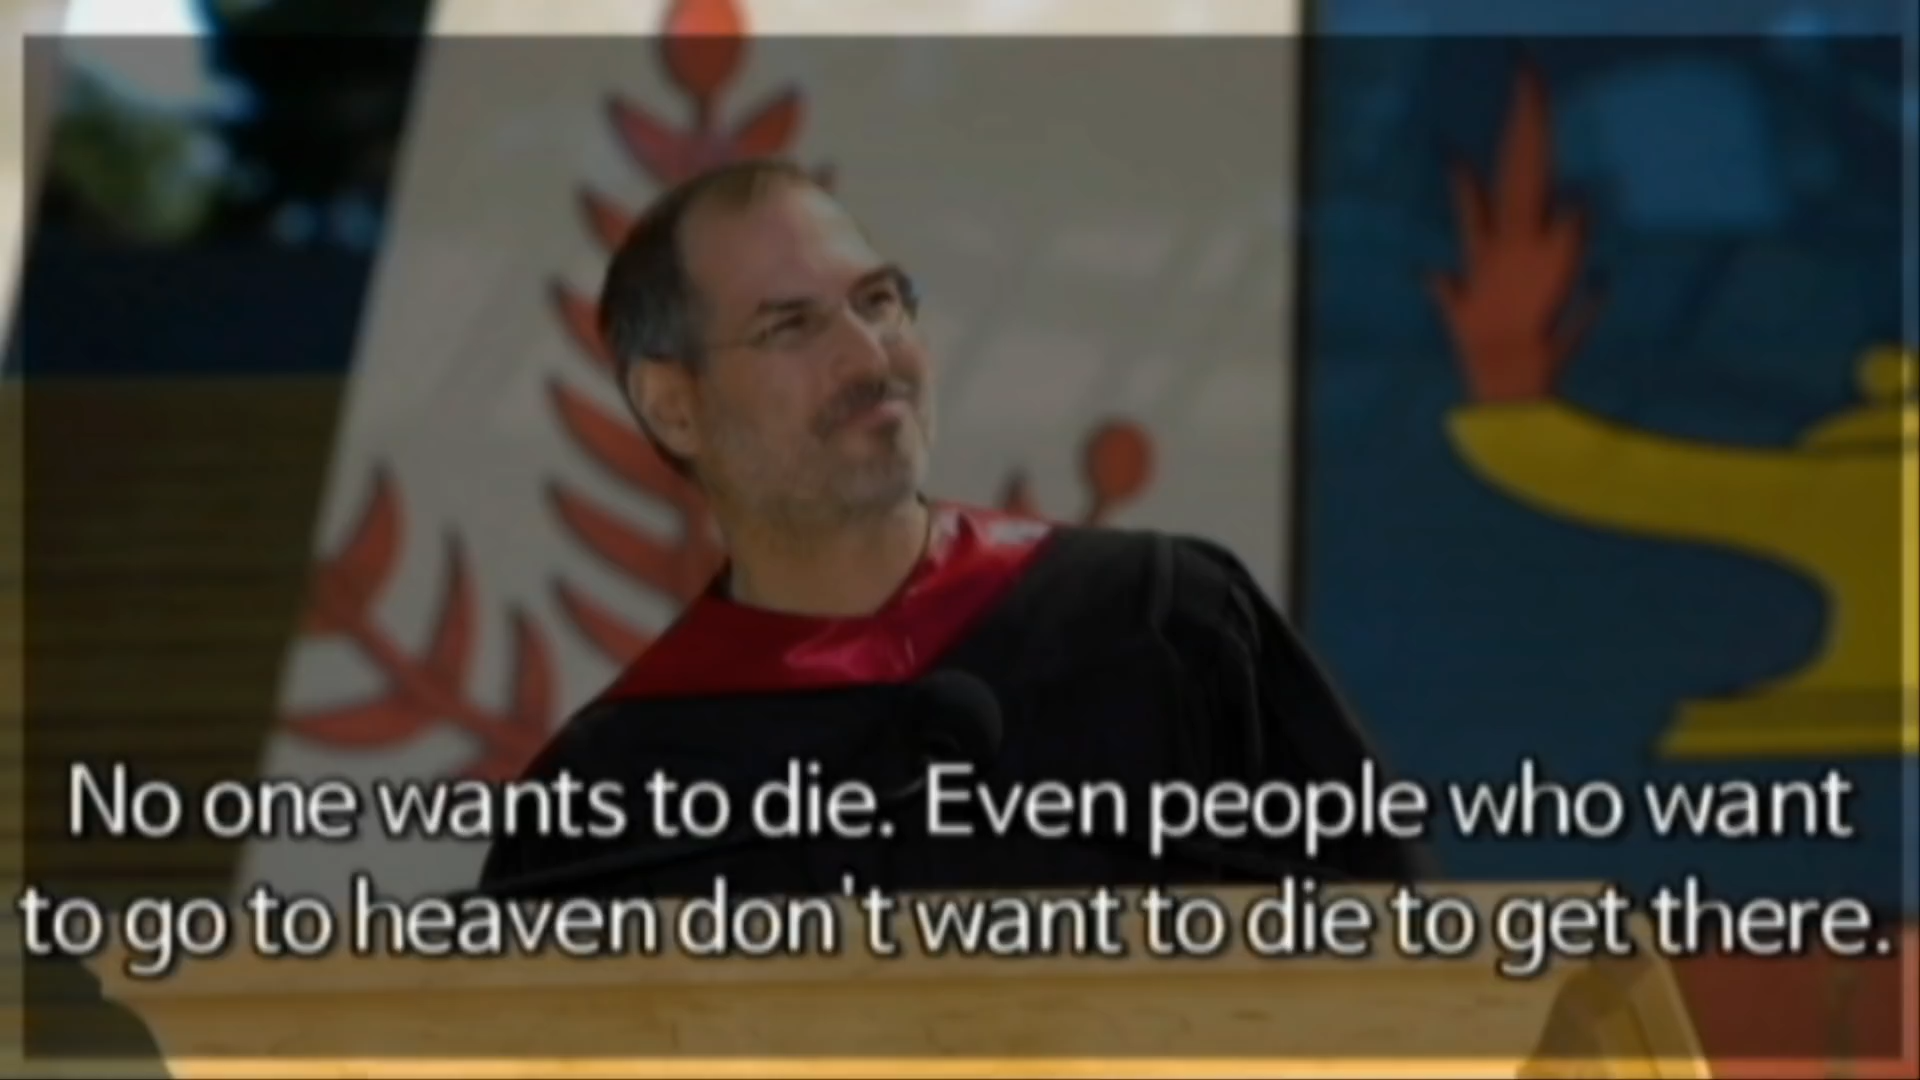 No one wants to die. Even people who want
to go to heaven don't want to die to get there.